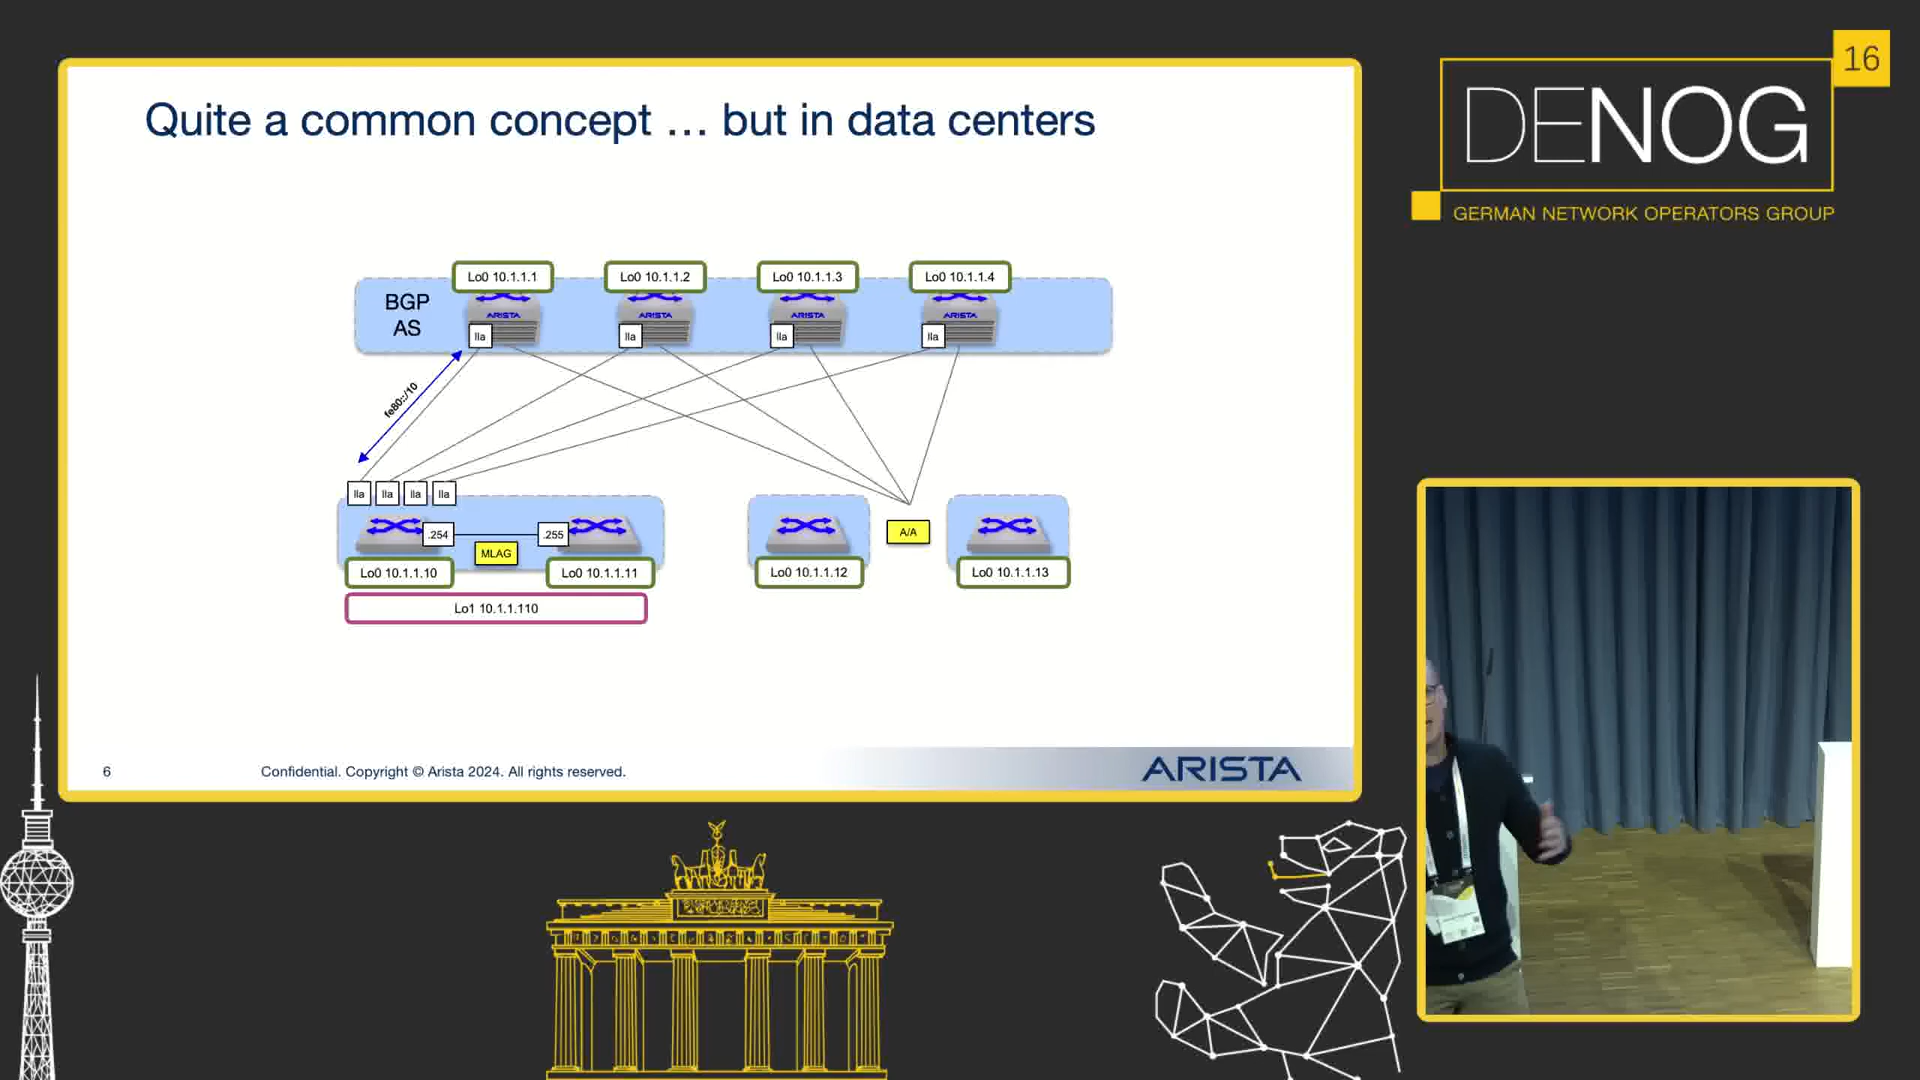 Quite a common concept ... but in data centers
Lo0 10.1.1.1
Lo0 10.1.1.2
Lo0 10.1.1.3
Lo0 10.1.1.4
BGP
AS
ARISTA
ARISTA
ARISTA
ARISTA
lla
lla
lla
lla
fe80::/10
lla
lla
lla
lla
.254
.255
MLAG
A/A
Lo0 10.1.1.10
Lo0 10.1.1.11
Lo0 10.1.1.12
Lo0 10.1.1.13
Lo1 10.1.1.110
6
Confidential. Copyright © Arista 2024. All rights reserved.
ARISTA
16
DENOG
GERMAN NETWORK OPERATORS GROUP